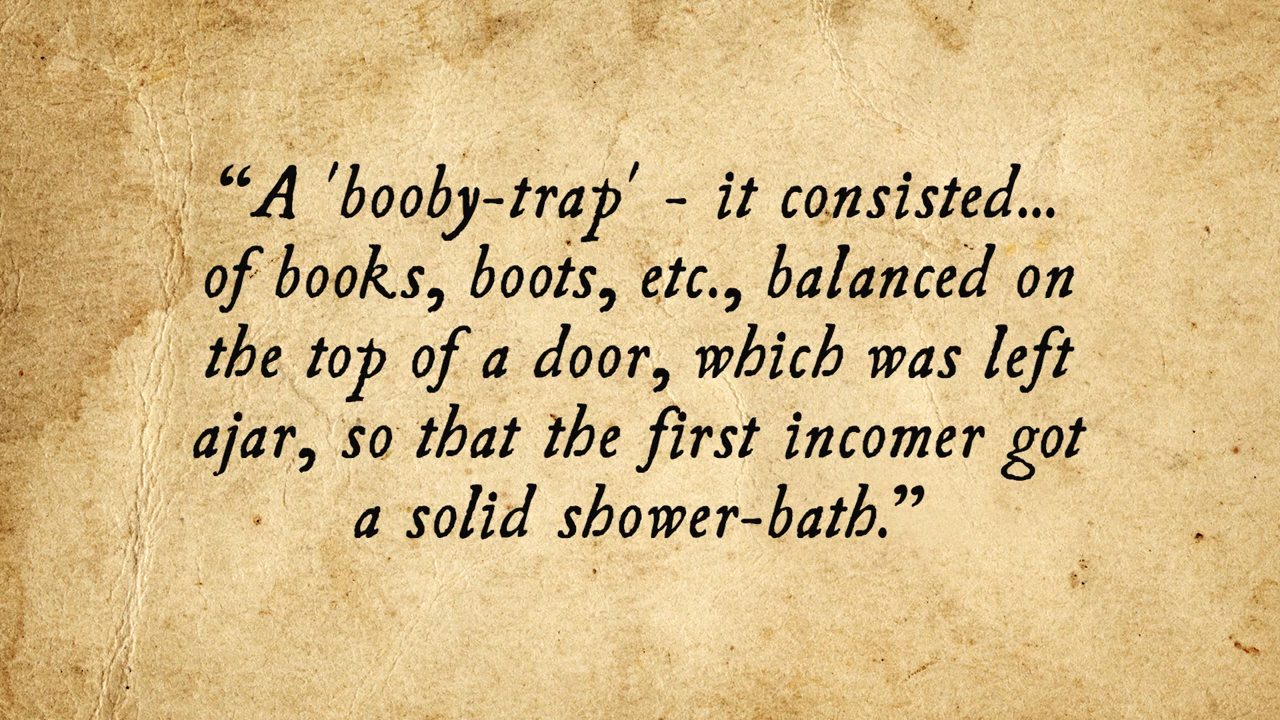 “A 'booby-trap' - it consisted...
of books, boots, etc., balanced on
the top of a door, which was left
ajar, so that the first incomer got
a solid shower-bath.”